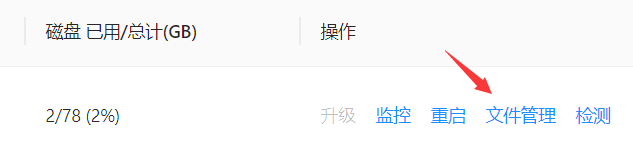 磁盘 已用/总计(GB) 操作
2/78 (2%) 升级 监控 重启 文件管理 检测